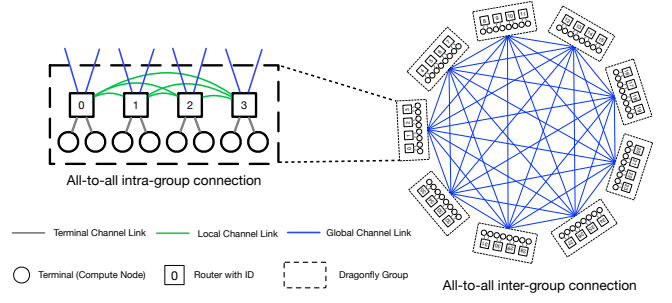 0
1
2
3
All-to-all intra-group connection
Terminal Channel Link
Local Channel Link
Global Channel Link
Terminal (Compute Node)
0
Router with ID
Dragonfly Group
All-to-all inter-group connection